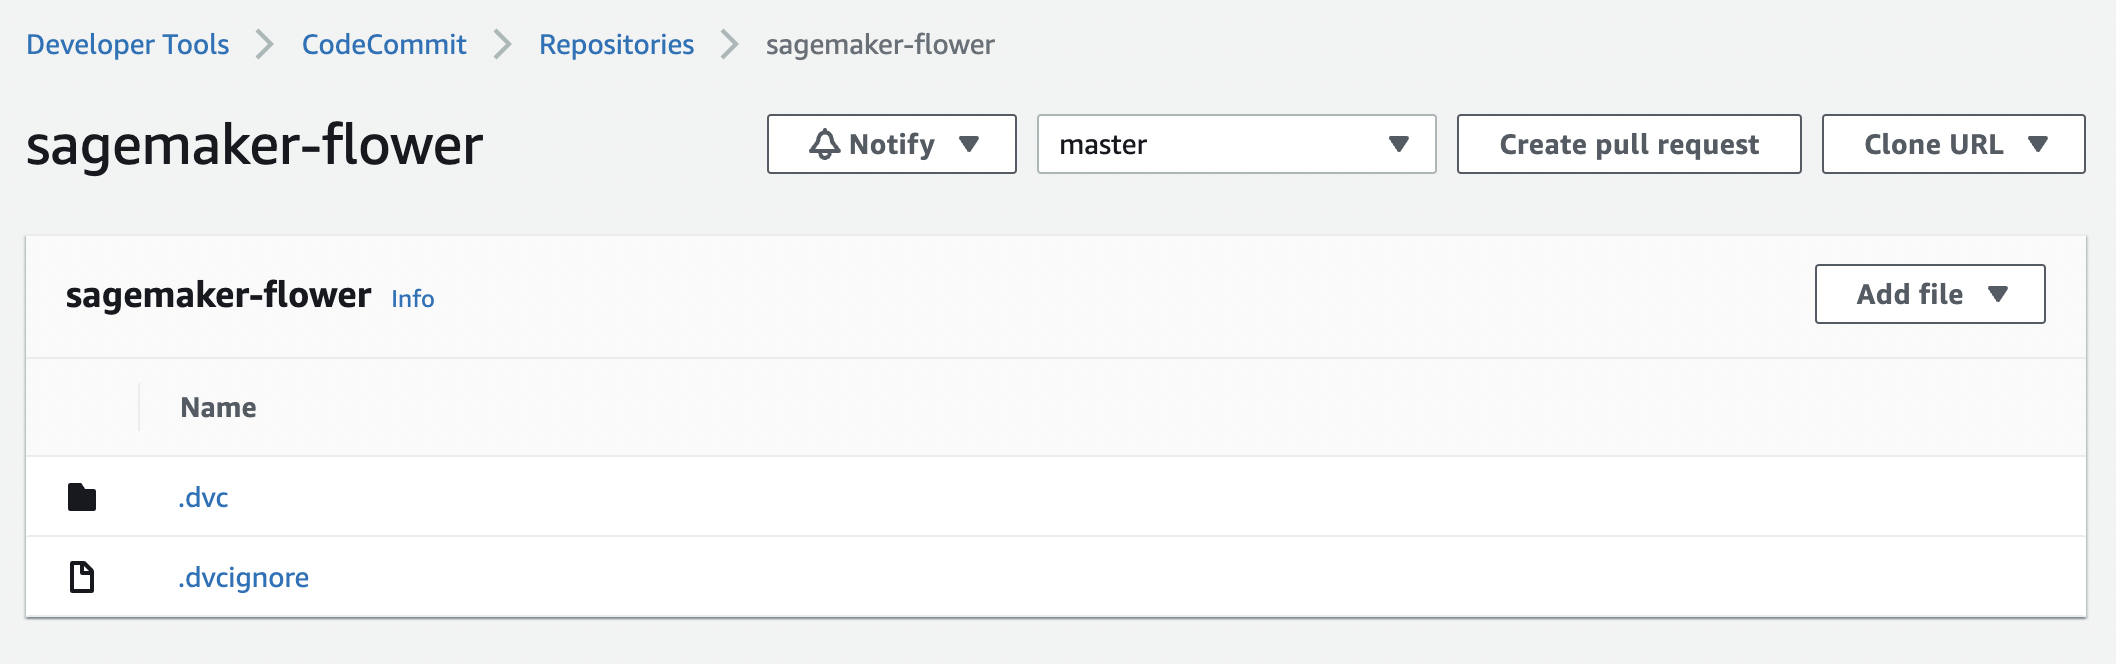 Developer Tools > CodeCommit > Repositories > sagemaker-flower
sagemaker-flower
Notify master Create pull request Clone URL
sagemaker-flower Info
Add file
Name
.dvc
.dvcignore